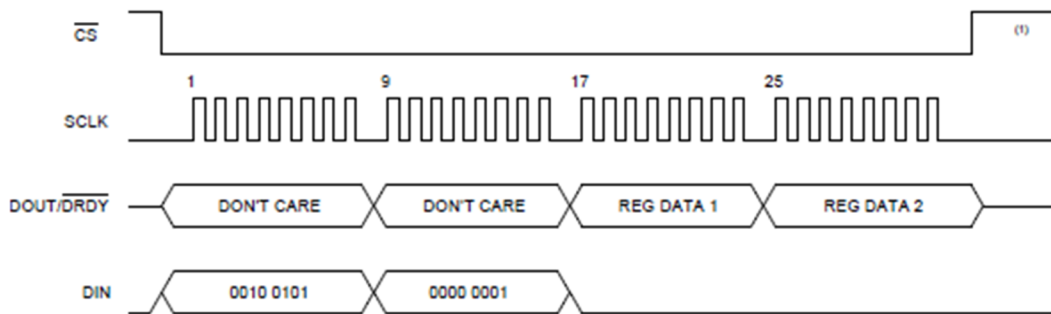 CS
(1)
1 9 17 25
SCLK
DOUT/DRDY DON'T CARE DON'T CARE REG DATA 1 REG DATA 2
DIN 0010 0101 0000 0001